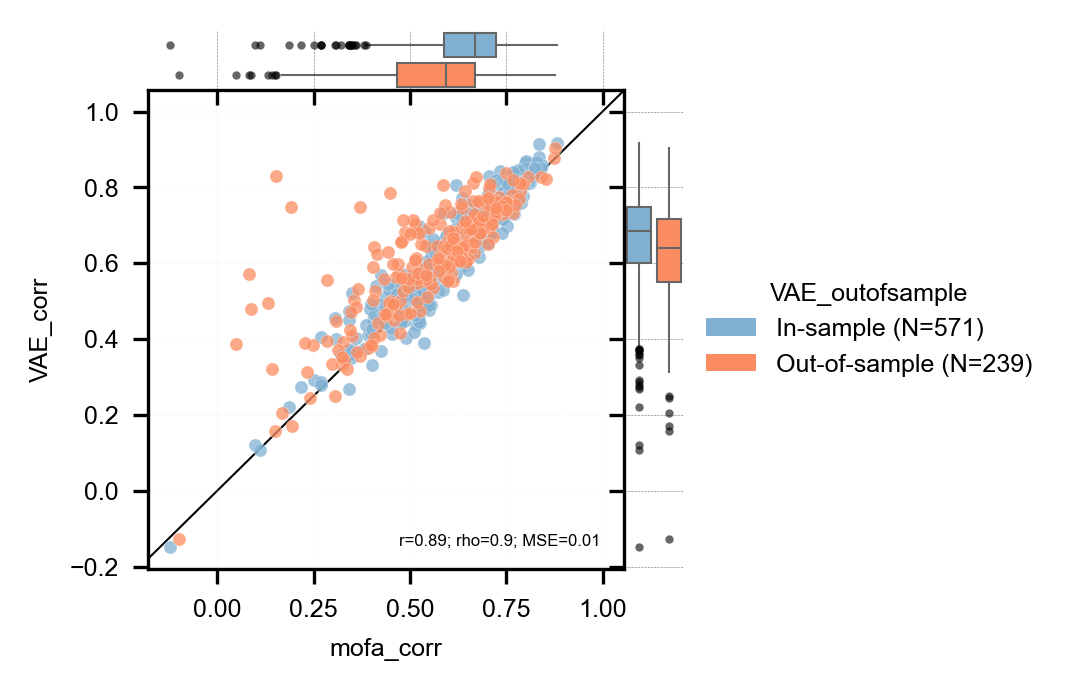 1.0
0.8
0.6
0.4
0.2
0.0
−0.2
VAE_corr
r=0.89; rho=0.9; MSE=0.01
0.00 0.25 0.50 0.75 1.00
mofa_corr
VAE_outofsample
In-sample (N=571)
Out-of-sample (N=239)